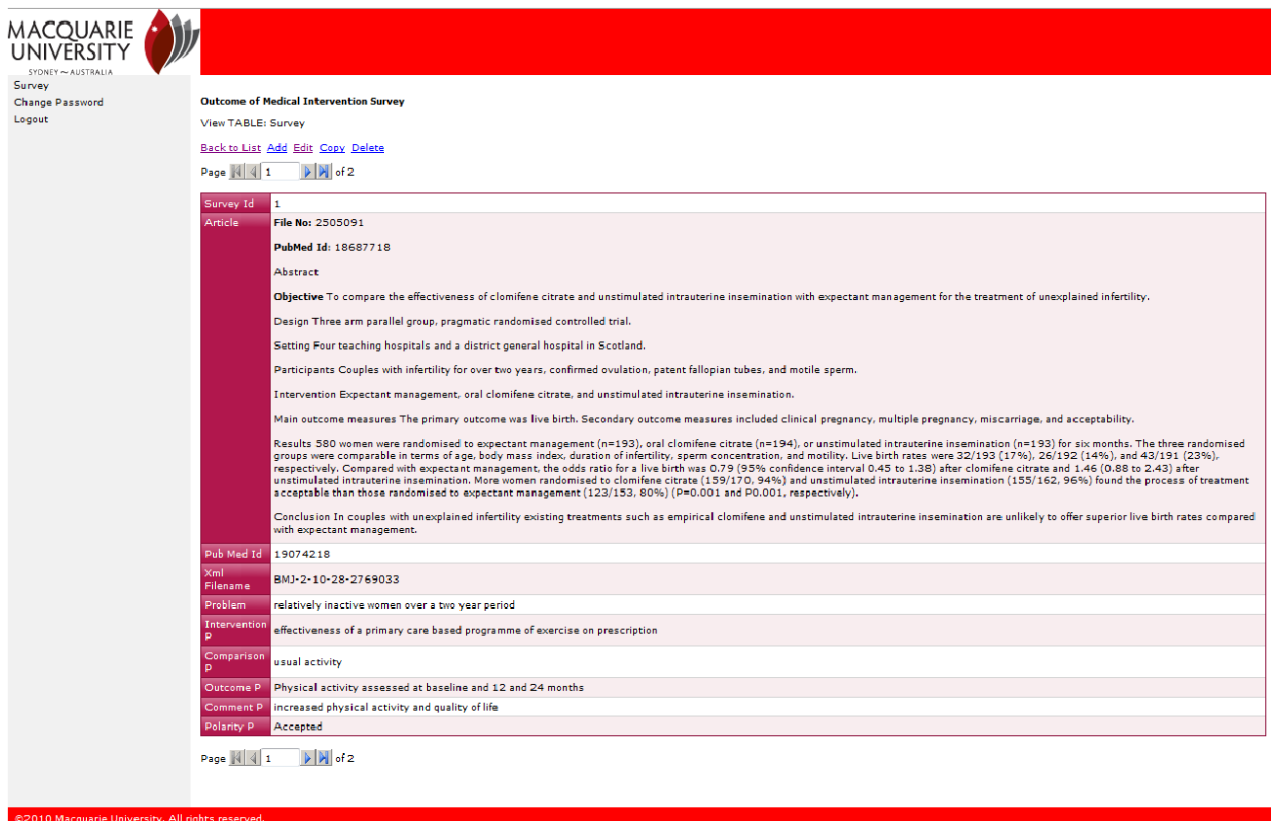 MACQUARIE
UNIVERSITY
SYDNEY ~ AUSTRALIA
Survey
Change Password
Logout
Outcome of Medical Intervention Survey
View TABLE: Survey
Back to List Add Edit Copy Delete
Page 1 of 2
Survey Id 1
Article File No: 2505091
PubMed Id: 18687718
Abstract
Objective To compare the effectiveness of clomifene citrate and unstimulated intrauterine insemination with expectant management for the treatment of unexplained infertility.
Design Three arm parallel group, pragmatic randomised controlled trial.
Setting Four teaching hospitals and a district general hospital in Scotland.
Participants Couples with infertility for over two years, confirmed ovulation, patent fallopian tubes, and motile sperm.
Intervention Expectant management, oral clomifene citrate, and unstimulated intrauterine insemination.
Main outcome measures The primary outcome was live birth. Secondary outcome measures included clinical pregnancy, multiple pregnancy, miscarriage, and acceptability.
Results 580 women were randomised to expectant management (n=193), oral clomifene citrate (n=194), or unstimulated intrauterine insemination (n=193) for six months. The three randomised
groups were comparable in terms of age, body mass index, duration of infertility, sperm concentration, and motility. Live birth rates were 32/193 (17%), 26/192 (14%), and 43/191 (23%),
respectively. Compared with expectant management, the odds ratio for a live birth was 0.79 (95% confidence interval 0.45 to 1.38) after clomifene citrate and 1.46 (0.88 to 2.43) after
unstimulated intrauterine insemination. More women randomised to clomifene citrate (159/170, 94%) and unstimulated intrauterine insemination (155/162, 96%) found the process of treatment
acceptable than those randomised to expectant management (123/153, 80%) (P=0.001 and P0.001, respectively).
Conclusion In couples with unexplained infertility existing treatments such as empirical clomifene and unstimulated intrauterine insemination are unlikely to offer superior live birth rates compared
with expectant management.
Pub Med Id 19074218
Xml
Filename BMJ-2-10-28-2769033
Problem relatively inactive women over a two year period
Intervention
P effectiveness of a primary care based programme of exercise on prescription
Comparison
P usual activity
Outcome P Physical activity assessed at baseline and 12 and 24 months
Comment P increased physical activity and quality of life
Polarity P Accepted
Page 1 of 2
©2010 Macquarie University. All rights reserved.